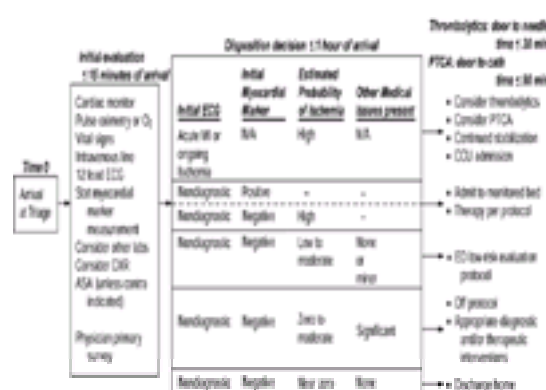 Thrombolytics: door to needle
time ≤30 min
PTCA: door to cath
time ≤90 min
Disposition decision ≤1 hour of arrival
Initial evaluation
≤15 minutes of arrival
Time 0
Arrival
at Triage
Cardiac monitor
Pulse oximetry or O₂
Vital signs
Intravenous line
12 lead ECG
Stat myocardial
marker
measurement
Consider other labs
Consider CXR
ASA (unless contra
indicated)
Physician primary
survey
Initial ECG
Initial
Myocardial
Marker
Estimated
Probability
of Ischemia
Other Medical
Issues present
Acute MI or
ongoing
Ischemia
N/A
High
N/A
• Consider thrombolytics
• Consider PTCA
• Continued stabilization
• CCU admission
Nondiagnostic Positive - -
Nondiagnostic Negative High -
• Admit to monitored bed
• Therapy per protocol
Nondiagnostic Negative Low to
moderate
None
or
minor
• ED low risk evaluation
protocol
Nondiagnostic Negative Zero to
moderate
Significant
• Off protocol
• Appropriate diagnostic
and/or therapeutic
interventions
Nondiagnostic Negative Near zero None
• Discharge home